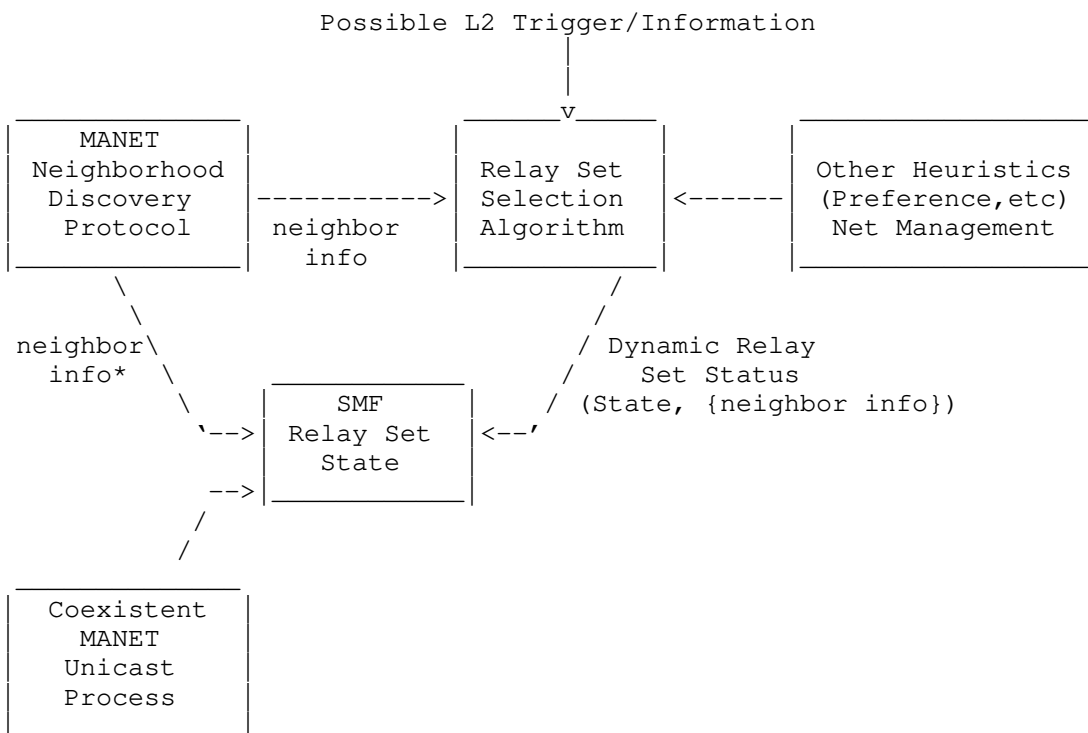 Possible L2 Trigger/Information
MANET
Neighborhood
Discovery
Protocol
neighbor
info
Relay Set
Selection
Algorithm
Other Heuristics
(Preference,etc)
Net Management
neighbor
info*
Dynamic Relay
Set Status
(State, {neighbor info})
SMF
Relay Set
State
Coexistent
MANET
Unicast
Process